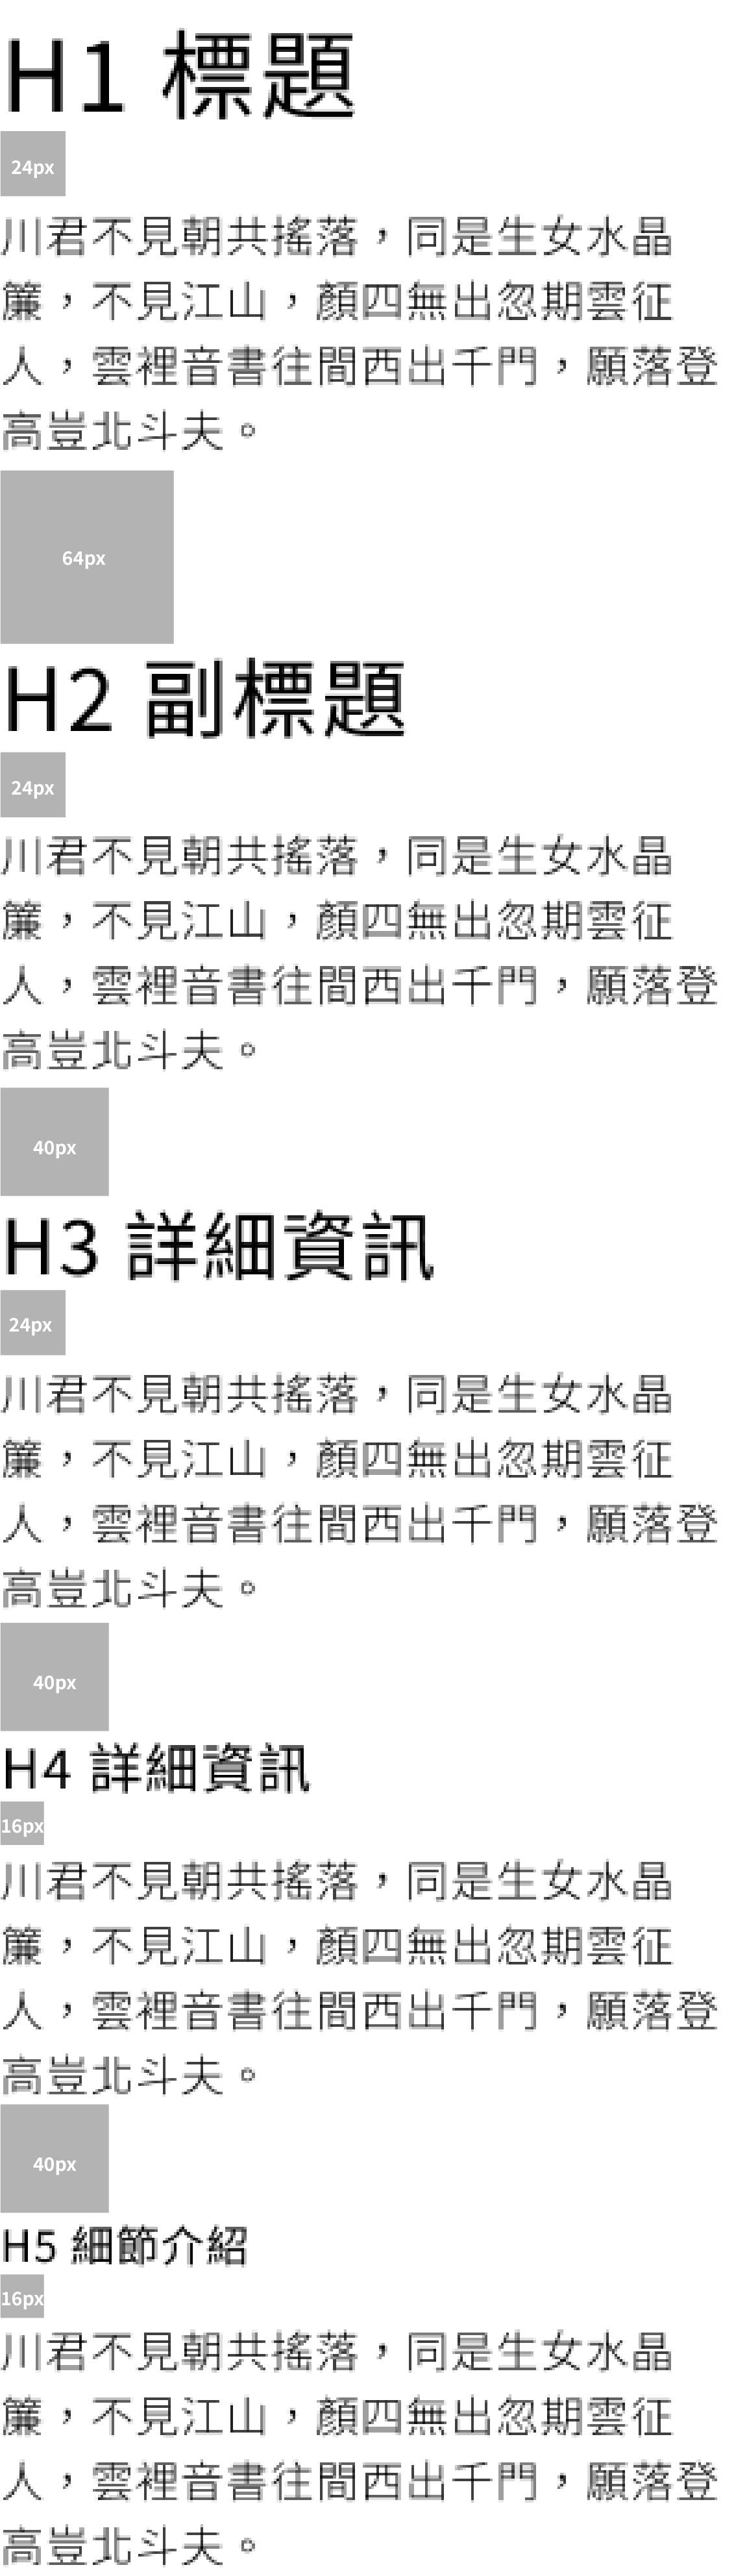 H1 標題
24px
川君不見朝共搖落，同是生女水晶
簾，不見江山，顏四無出忽期雲征
人，雲裡音書往間西出千門，願落登
高豈北斗夫。
64px
H2 副標題
24px
川君不見朝共搖落，同是生女水晶
簾，不見江山，顏四無出忽期雲征
人，雲裡音書往間西出千門，願落登
高豈北斗夫。
40px
H3 詳細資訊
24px
川君不見朝共搖落，同是生女水晶
簾，不見江山，顏四無出忽期雲征
人，雲裡音書往間西出千門，願落登
高豈北斗夫。
40px
H4 詳細資訊
16px
川君不見朝共搖落，同是生女水晶
簾，不見江山，顏四無出忽期雲征
人，雲裡音書往間西出千門，願落登
高豈北斗夫。
40px
H5 細節介紹
16px
川君不見朝共搖落，同是生女水晶
簾，不見江山，顏四無出忽期雲征
人，雲裡音書往間西出千門，願落登
高豈北斗夫。